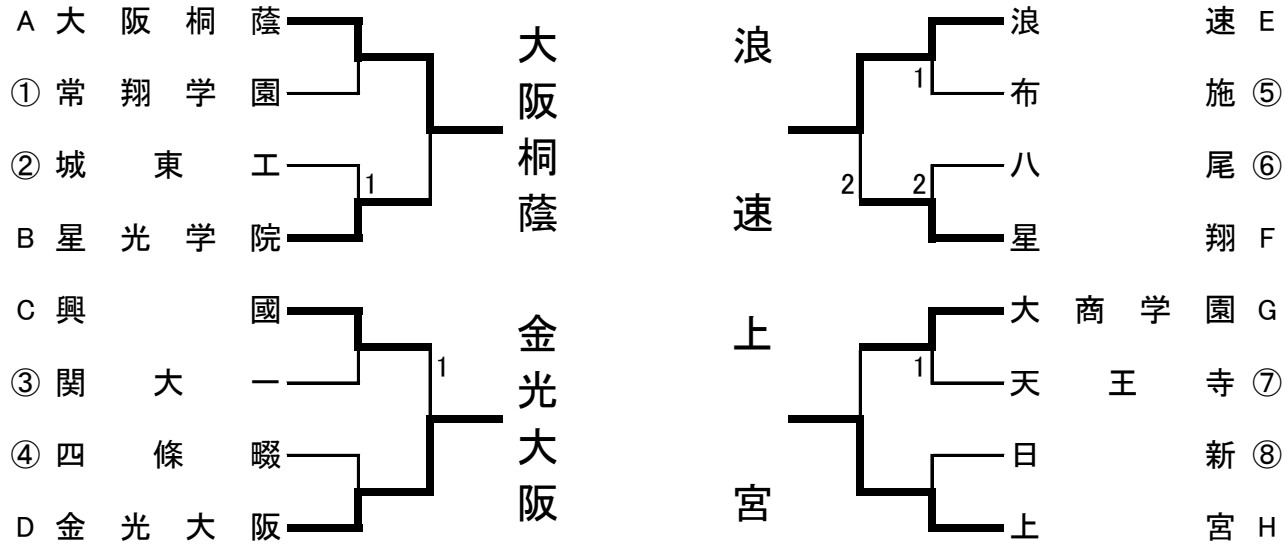 A 大阪桐蔭
① 常翔学園
② 城東工
1
B 星光学院
C 興國
③ 関大一
1
④ 四條畷
D 金光大阪
大阪桐蔭
金光大阪
浪速
上宮
浪速 E
1
布施 ⑤
八尾 ⑥
2
2
星翔 F
大商学園 G
1
天王寺 ⑦
日新 ⑧
上宮 H